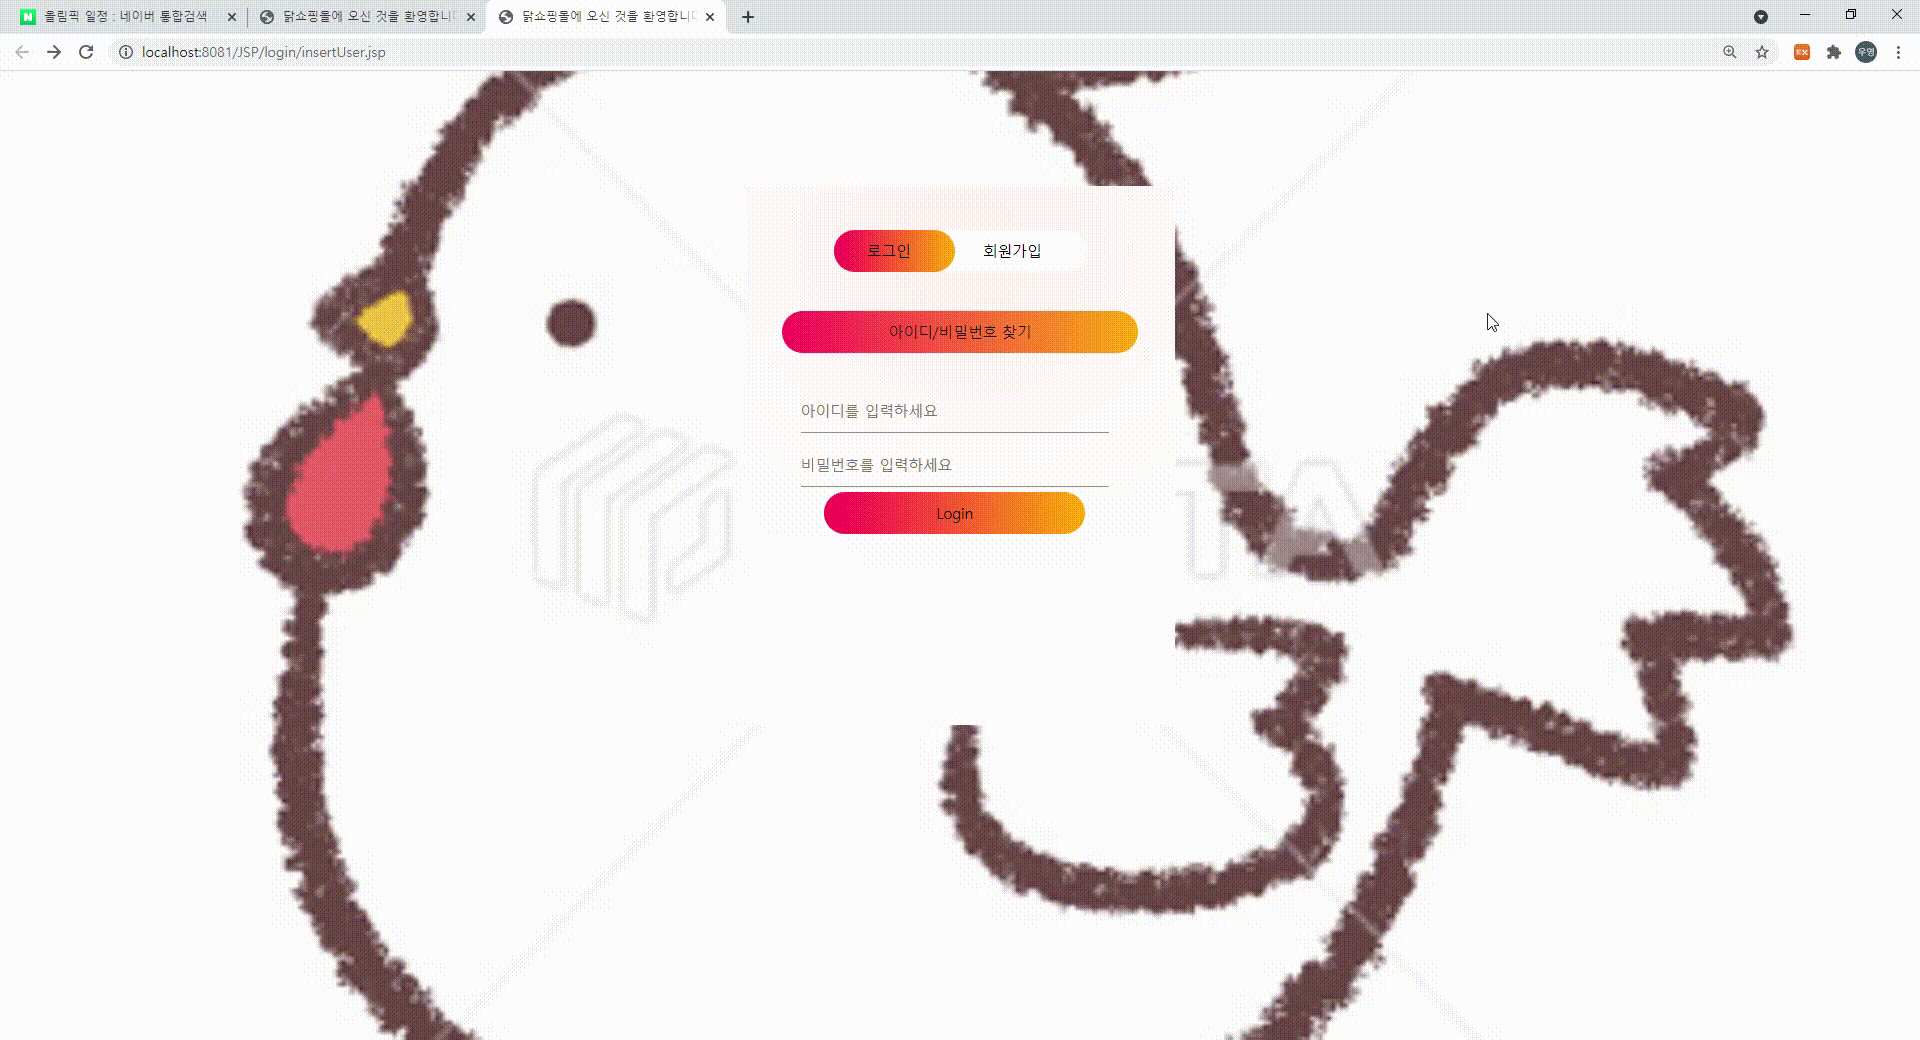 올림픽 일정 : 네이버 통합검색
닭쇼핑몰에 오신 것을 환영합니다
닭쇼핑몰에 오신 것을 환영합니다
localhost:8081/JSP/login/insertUser.jsp
EX
우영
로그인
회원가입
아이디/비밀번호 찾기
아이디를 입력하세요
비밀번호를 입력하세요
Login